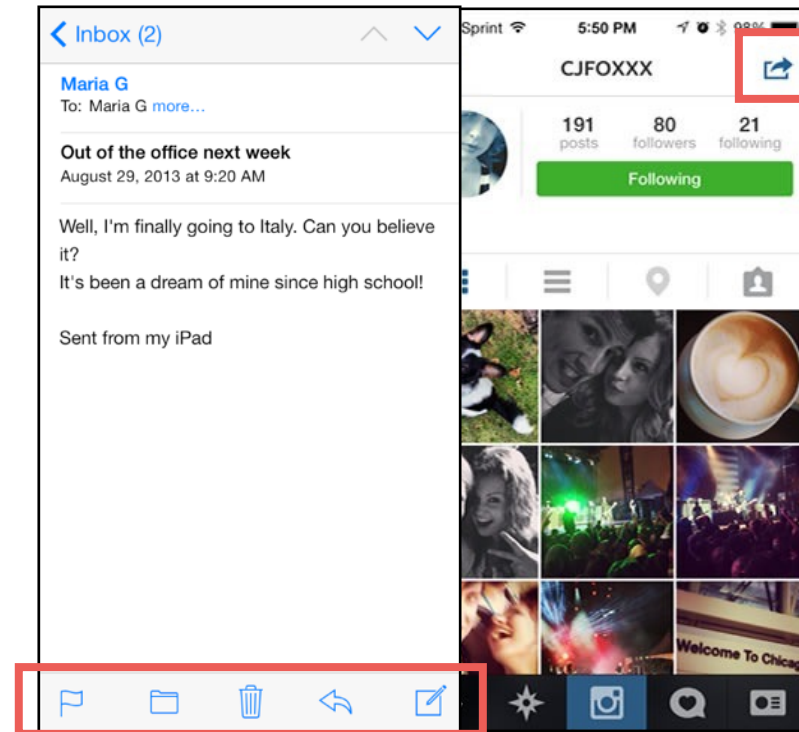 Inbox (2)
Maria G
To: Maria G more...
Out of the office next week
August 29, 2013 at 9:20 AM
Well, I'm finally going to Italy. Can you believe
it?
It's been a dream of mine since high school!
Sent from my iPad
Sprint 5:50 PM 98%
CJFOXXX
191 80 21
posts followers following
Following
Welcome To Chicag